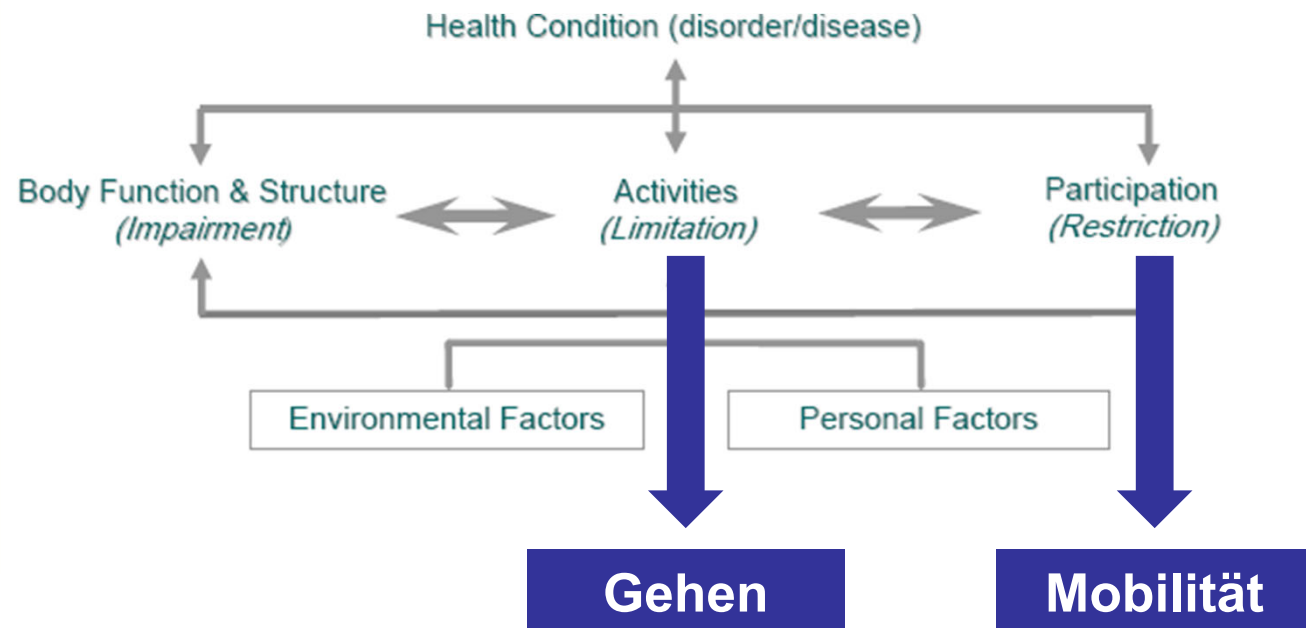 Health Condition (disorder/disease)
Body Function & Structure
(Impairment)
Activities
(Limitation)
Participation
(Restriction)
Environmental Factors
Personal Factors
Gehen
Mobilität